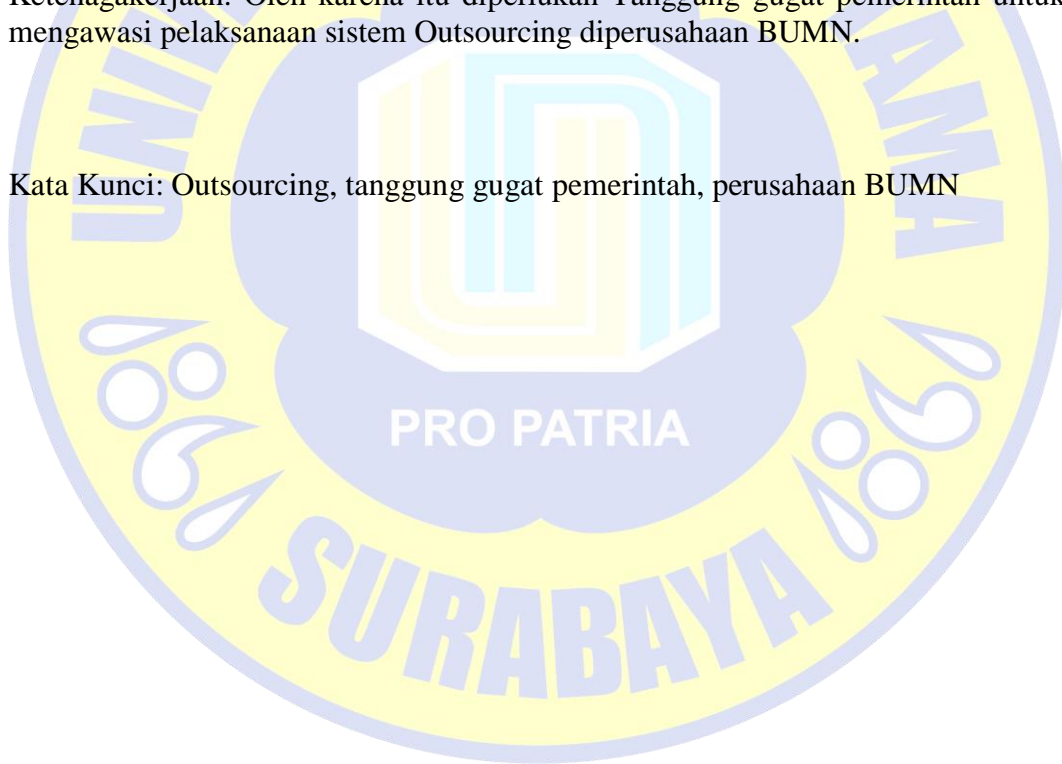 Ketenagakerjaan. Oleh karena itu diperlukan Tanggung gugat pemerintah untuk
mengawasi pelaksanaan sistem Outsourcing diperusahaan BUMN.
Kata Kunci: Outsourcing, tanggung gugat pemerintah, perusahaan BUMN
PRO PATRIA
SURABAYA